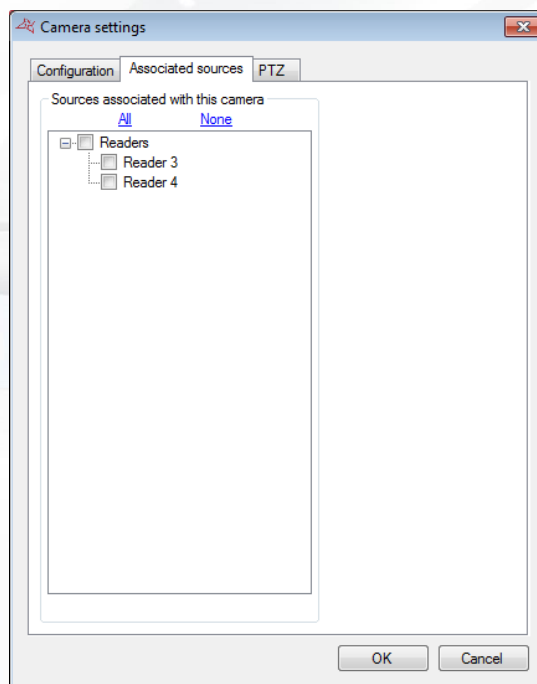 Camera settings
Configuration Associated sources PTZ
Sources associated with this camera
All None
Readers
Reader 3
Reader 4
OK Cancel